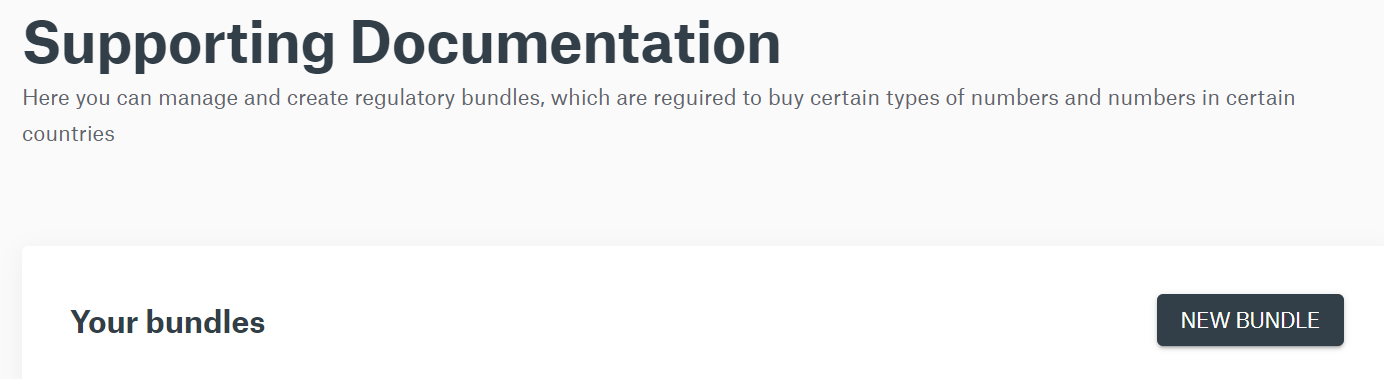 Supporting Documentation
Here you can manage and create regulatory bundles, which are reguired to buy certain types of numbers and numbers in certain
countries
Your bundles
NEW BUNDLE